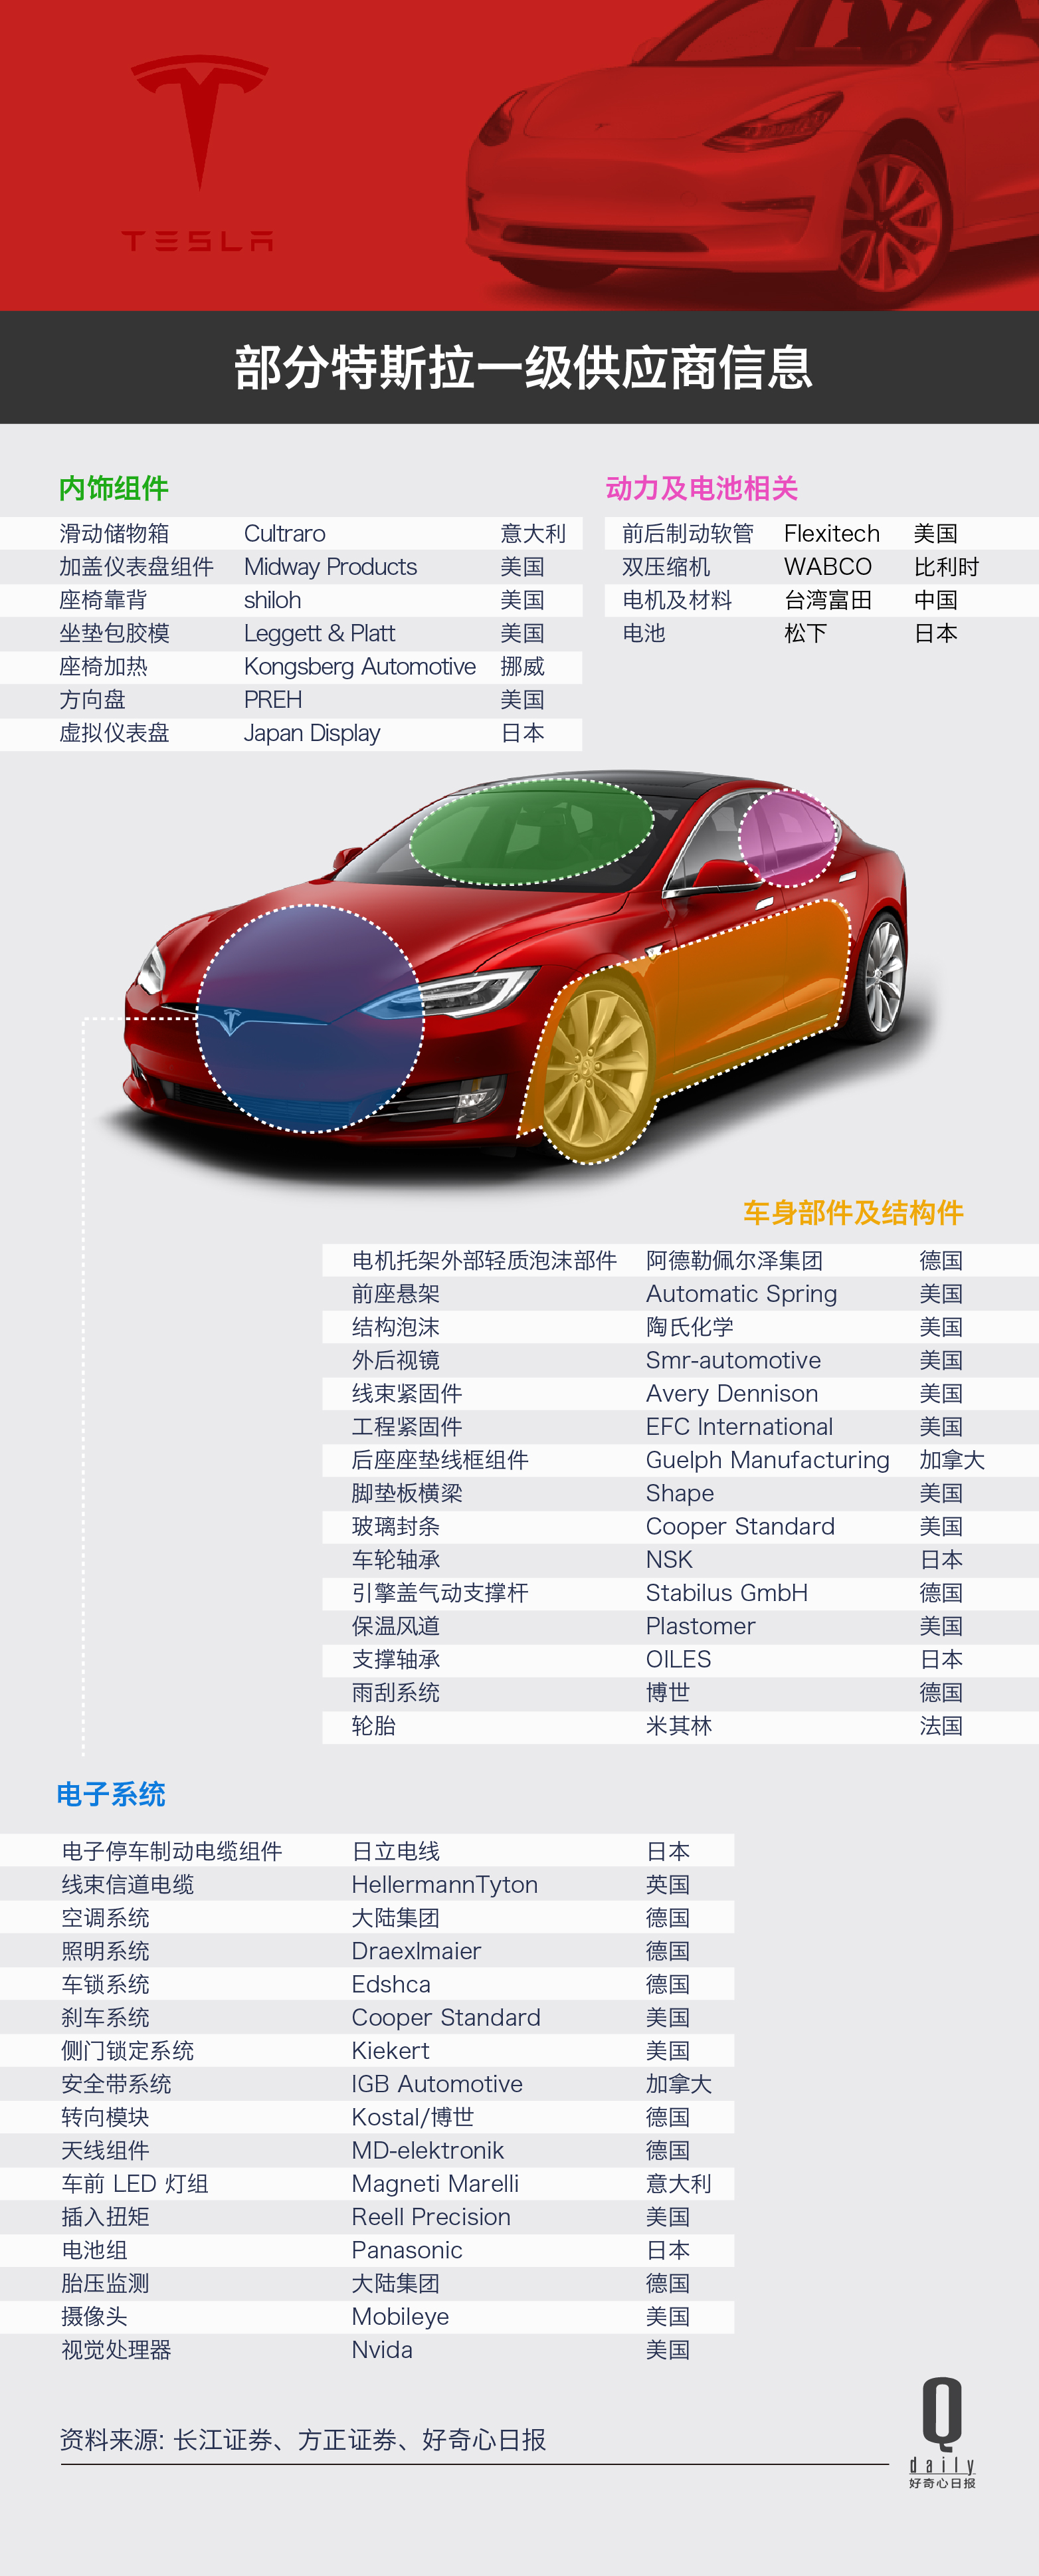 TESLA
部分特斯拉一级供应商信息
内饰组件
滑动储物箱 Cultraro 意大利
加盖仪表盘组件 Midway Products 美国
座椅靠背 shiloh 美国
坐垫包胶模 Leggett & Platt 美国
座椅加热 Kongsberg Automotive 挪威
方向盘 PREH 美国
虚拟仪表盘 Japan Display 日本
动力及电池相关
前后制动软管 Flexitech 美国
双压缩机 WABCO 比利时
电机及材料 台湾富田 中国
电池 松下 日本
车身部件及结构件
电机托架外部轻质泡沫部件 阿德勒佩尔泽集团 德国
前座悬架 Automatic Spring 美国
结构泡沫 陶氏化学 美国
外后视镜 Smr-automotive 美国
线束紧固件 Avery Dennison 美国
工程紧固件 EFC International 美国
后座座垫线框组件 Guelph Manufacturing 加拿大
脚垫板横梁 Shape 美国
玻璃封条 Cooper Standard 美国
车轮轴承 NSK 日本
引擎盖气动支撑杆 Stabilus GmbH 德国
保温风道 Plastomer 美国
支撑轴承 OILES 日本
雨刮系统 博世 德国
轮胎 米其林 法国
电子系统
电子停车制动电缆组件 日立电线 日本
线束信道电缆 HellermannTyton 英国
空调系统 大陆集团 德国
照明系统 Draexlmaier 德国
车锁系统 Edshca 德国
刹车系统 Cooper Standard 美国
侧门锁定系统 Kiekert 美国
安全带系统 IGB Automotive 加拿大
转向模块 Kostal/博世 德国
天线组件 MD-elektronik 德国
车前 LED 灯组 Magneti Marelli 意大利
插入扭矩 Reell Precision 美国
电池组 Panasonic 日本
胎压监测 大陆集团 德国
摄像头 Mobileye 美国
视觉处理器 Nvida 美国
资料来源: 长江证券、方正证券、好奇心日报
Q
daily
好奇心日报